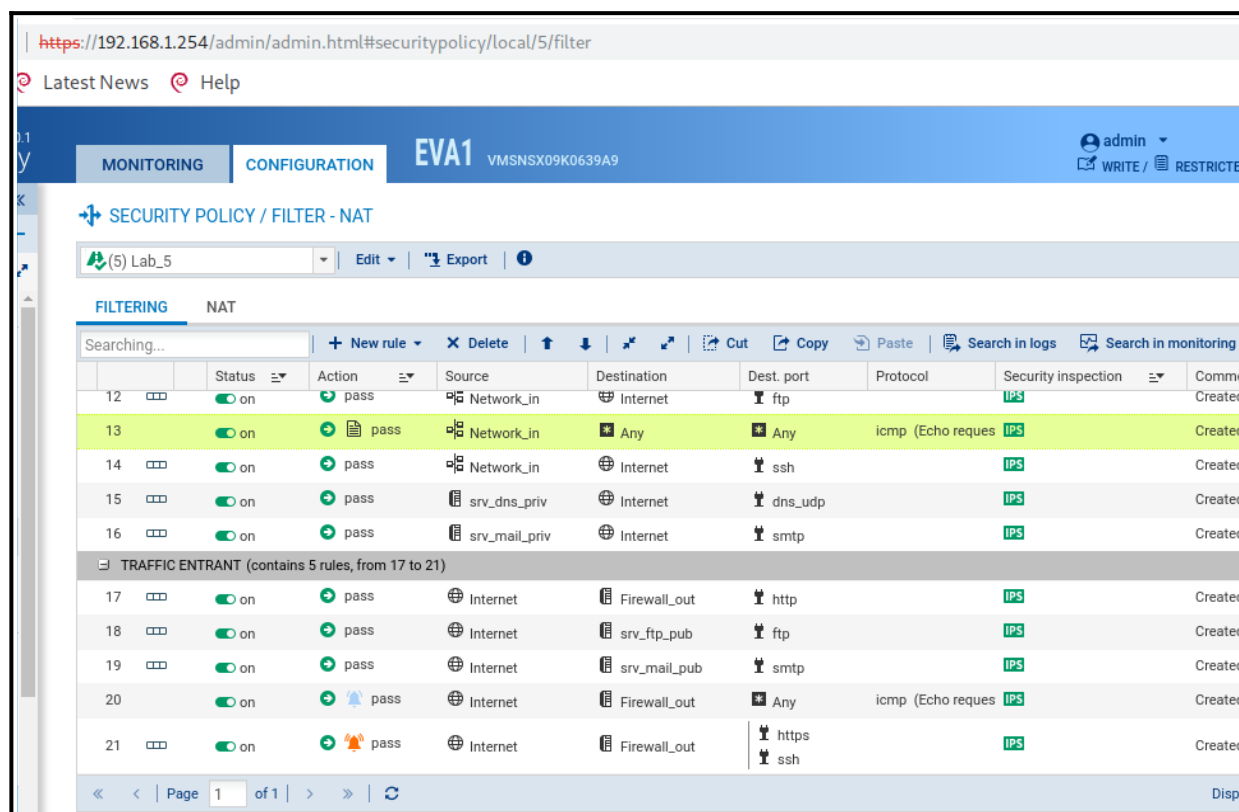 https://192.168.1.254/admin/admin.html#securitypolicy/local/5/filter
Latest News Help
0.1
y MONITORING CONFIGURATION EVA1 VMSNSX09K0639A9 admin
WRITE / RESTRICTE
SECURITY POLICY / FILTER - NAT
(5) Lab_5 Edit Export
FILTERING NAT
Searching... New rule Delete Cut Copy Paste Search in logs Search in monitoring
Status Action Source Destination Dest. port Protocol Security inspection Comme
12 on pass Network_in Internet ftp IPS Created
13 on pass Network_in Any Any icmp (Echo reques IPS Created
14 on pass Network_in Internet ssh IPS Created
15 on pass srv_dns_priv Internet dns_udp IPS Created
16 on pass srv_mail_priv Internet smtp IPS Created
TRAFFIC ENTRANT (contains 5 rules, from 17 to 21)
17 on pass Internet Firewall_out http IPS Created
18 on pass Internet srv_ftp_pub ftp IPS Created
19 on pass Internet srv_mail_pub smtp IPS Created
20 on pass Internet Firewall_out Any icmp (Echo reques IPS Created
21 on pass Internet Firewall_out https IPS Created
ssh
Page 1 of 1 Disp